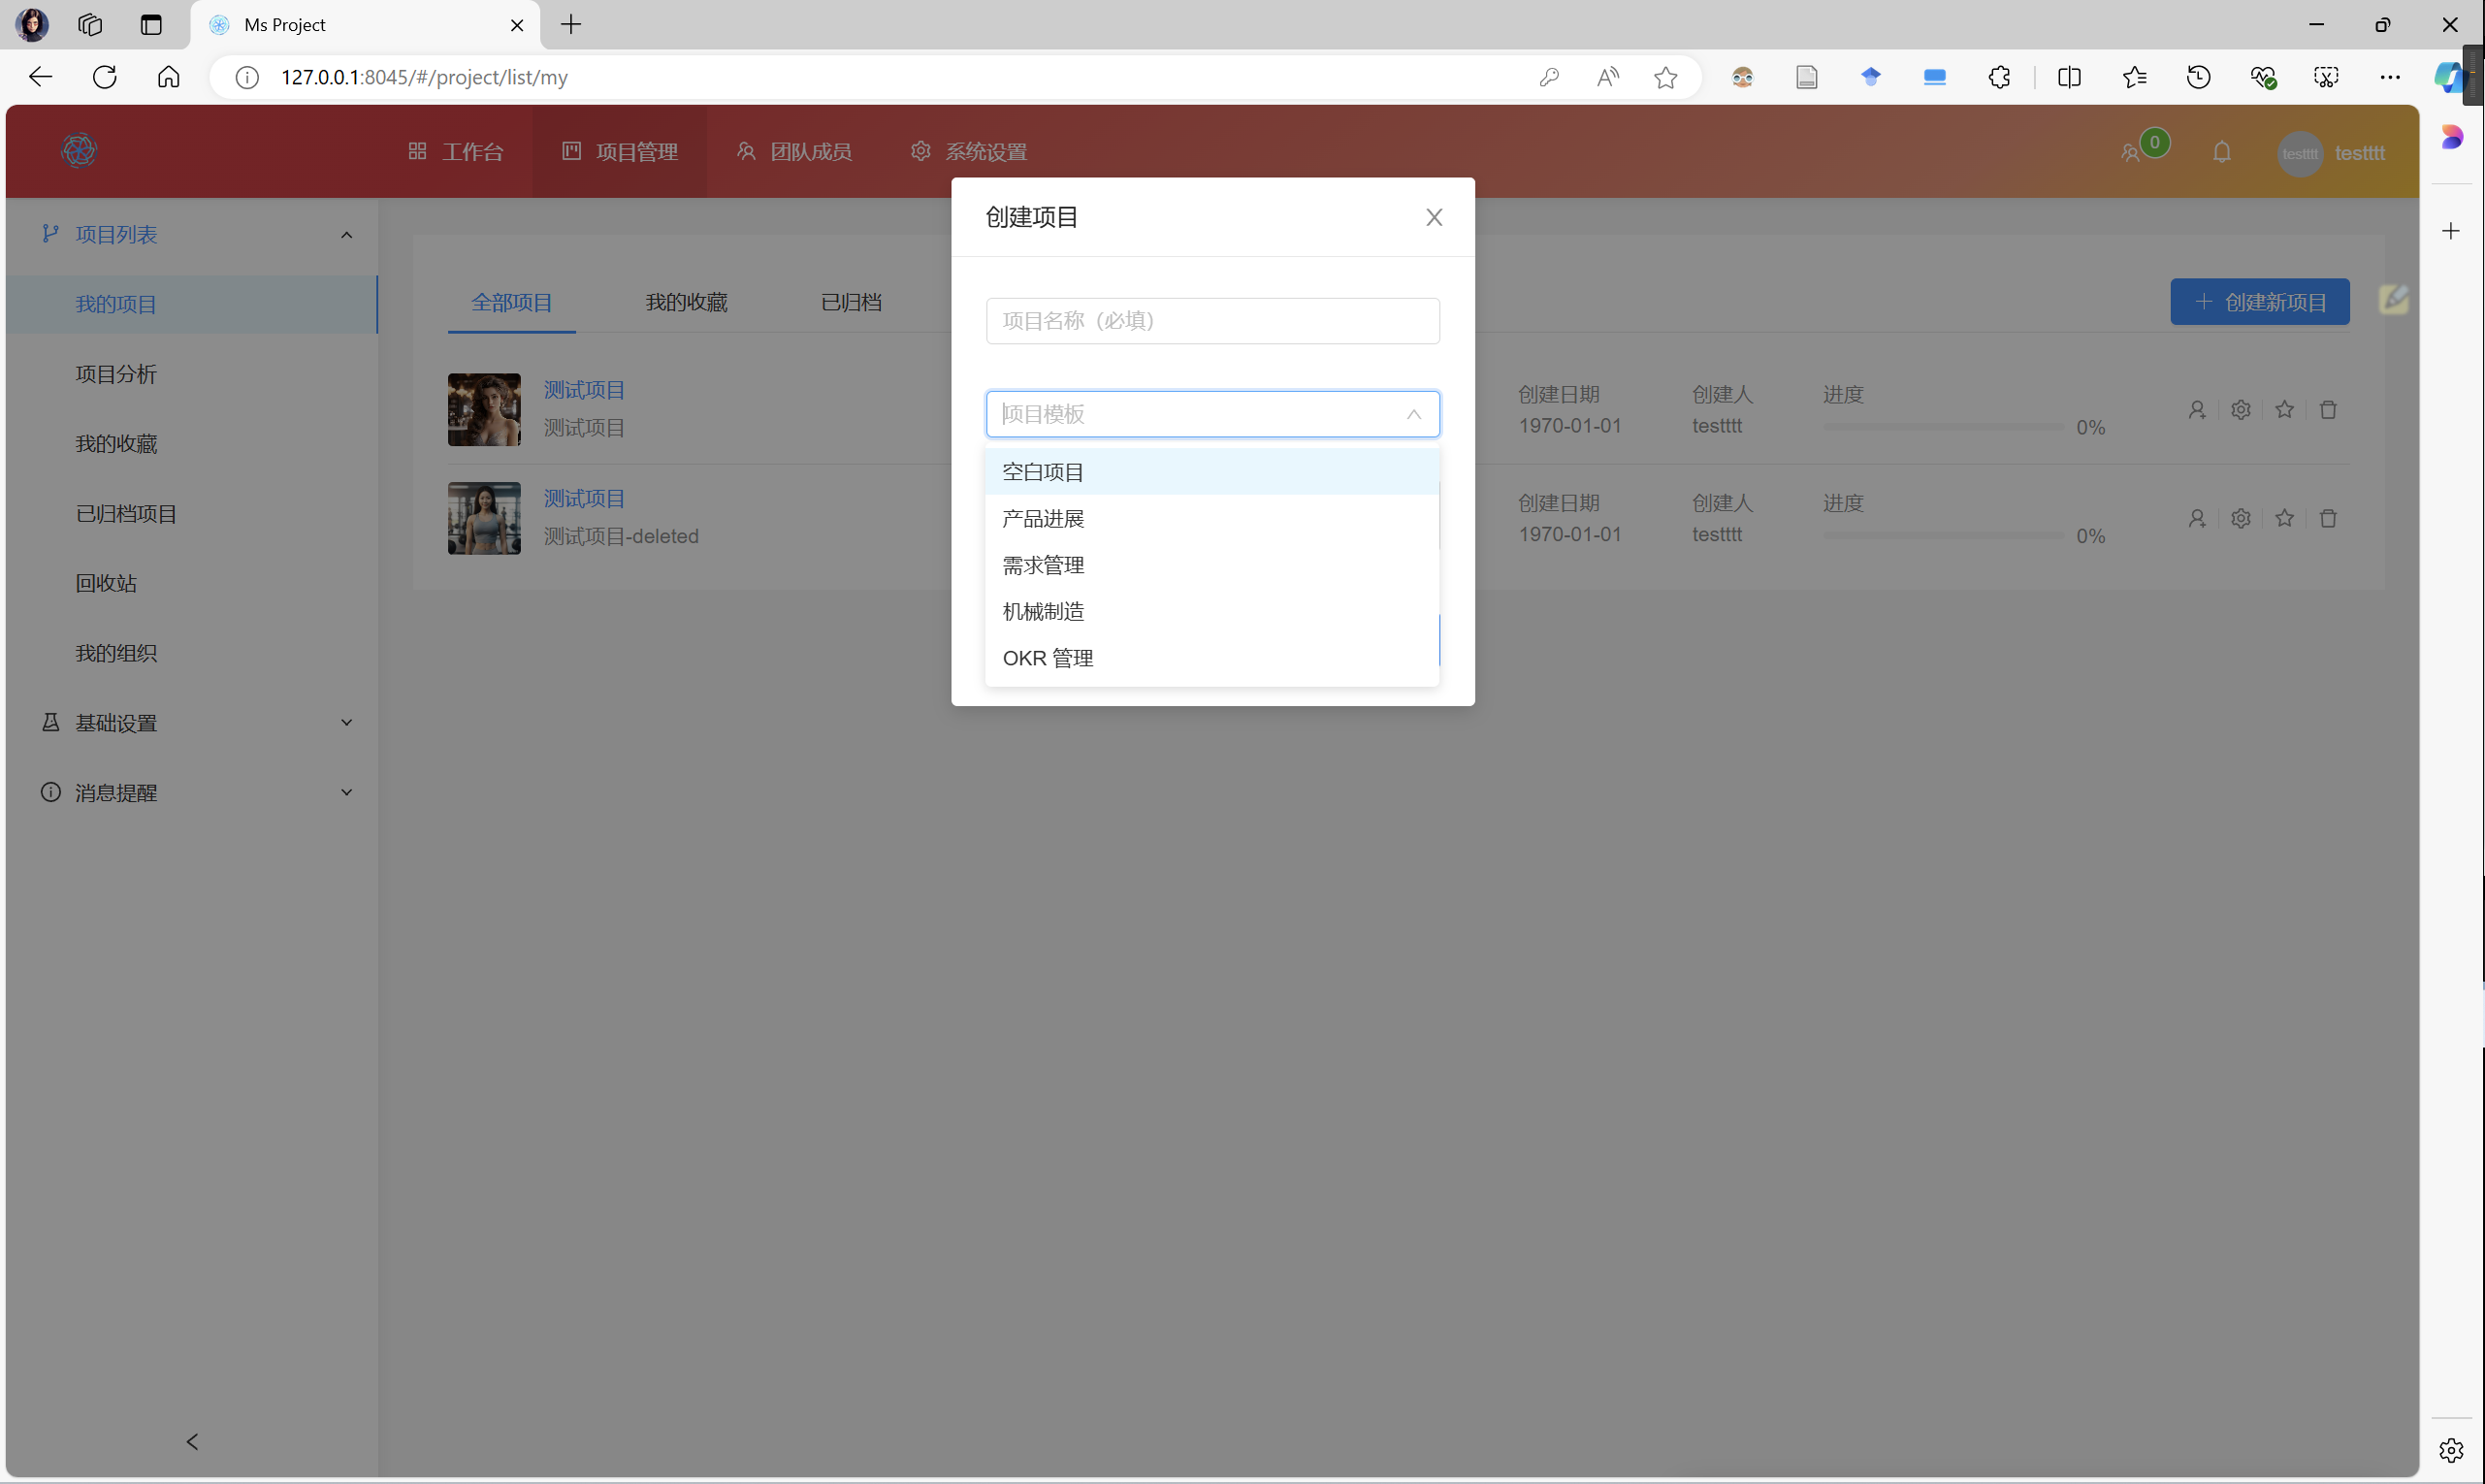 Ms Project
127.0.0.1:8045/#/project/list/my
工作台
项目管理
团队成员
系统设置
0
testttt
testttt
项目列表
我的项目
项目分析
我的收藏
已归档项目
回收站
我的组织
基础设置
消息提醒
全部项目
我的收藏
已归档
创建新项目
测试项目
测试项目
创建日期
1970-01-01
创建人
testttt
进度
0%
测试项目
测试项目-deleted
创建日期
1970-01-01
创建人
testttt
进度
0%
创建项目
项目名称（必填）
项目模板
空白项目
产品进展
需求管理
机械制造
OKR 管理